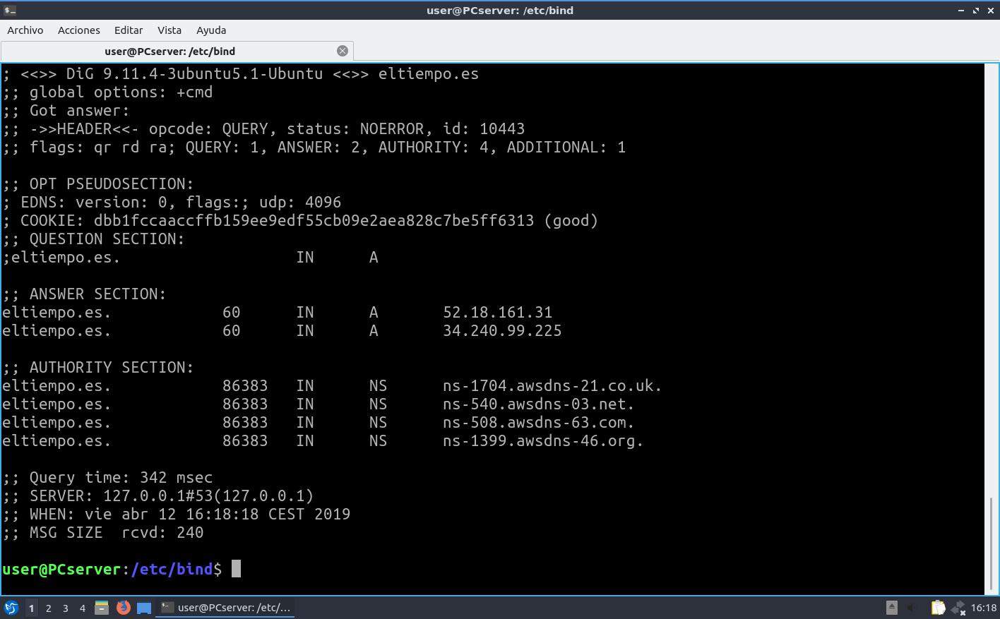 user@PCserver: /etc/bind
Archivo Acciones Editar Vista Ayuda
user@PCserver: /etc/bind
; <<>> DiG 9.11.4-3ubuntu5.1-Ubuntu <<>> eltiempo.es
;; global options: +cmd
;; Got answer:
;; ->>HEADER<<- opcode: QUERY, status: NOERROR, id: 10443
;; flags: qr rd ra; QUERY: 1, ANSWER: 2, AUTHORITY: 4, ADDITIONAL: 1
;; OPT PSEUDOSECTION:
; EDNS: version: 0, flags:; udp: 4096
; COOKIE: dbb1fccaaccffb159ee9edf55cb09e2aea828c7be5ff6313 (good)
;; QUESTION SECTION:
;eltiempo.es. IN A
;; ANSWER SECTION:
eltiempo.es. 60 IN A 52.18.161.31
eltiempo.es. 60 IN A 34.240.99.225
;; AUTHORITY SECTION:
eltiempo.es. 86383 IN NS ns-1704.awsdns-21.co.uk.
eltiempo.es. 86383 IN NS ns-540.awsdns-03.net.
eltiempo.es. 86383 IN NS ns-508.awsdns-63.com.
eltiempo.es. 86383 IN NS ns-1399.awsdns-46.org.
;; Query time: 342 msec
;; SERVER: 127.0.0.1#53(127.0.0.1)
;; WHEN: vie abr 12 16:18:18 CEST 2019
;; MSG SIZE  rcvd: 240
user@PCserver:/etc/bind$
1 2 3 4 user@PCserver: /etc/... 16:18